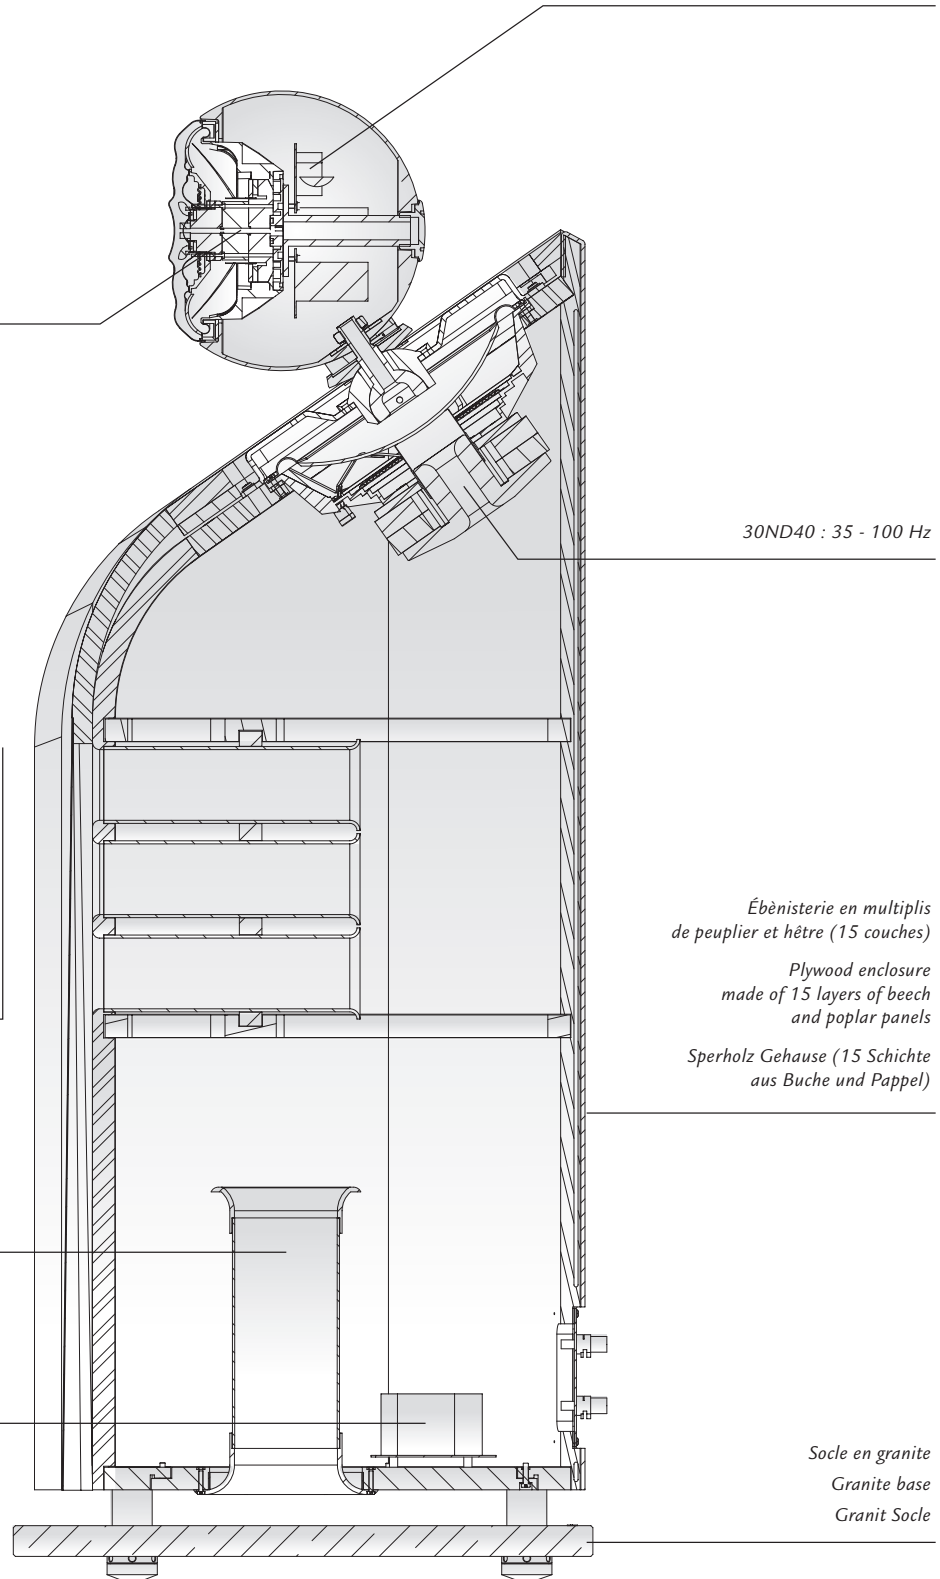 30ND40 : 35 - 100 Hz
Ébènisterie en multiplis
de peuplier et hêtre (15 couches)
Plywood enclosure
made of 15 layers of beech
and poplar panels
Sperholz Gehause (15 Schichte
aus Buche und Pappel)
Socle en granite
Granite base
Granit Socle